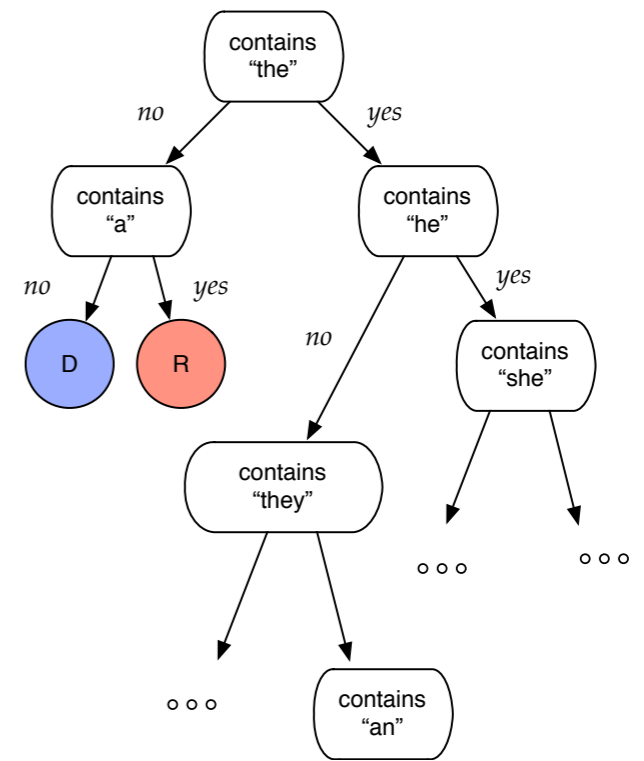 contains
“the”
no
yes
contains
“a”
contains
“he”
no
yes
yes
no
D
R
contains
“she”
contains
“they”
contains
“an”